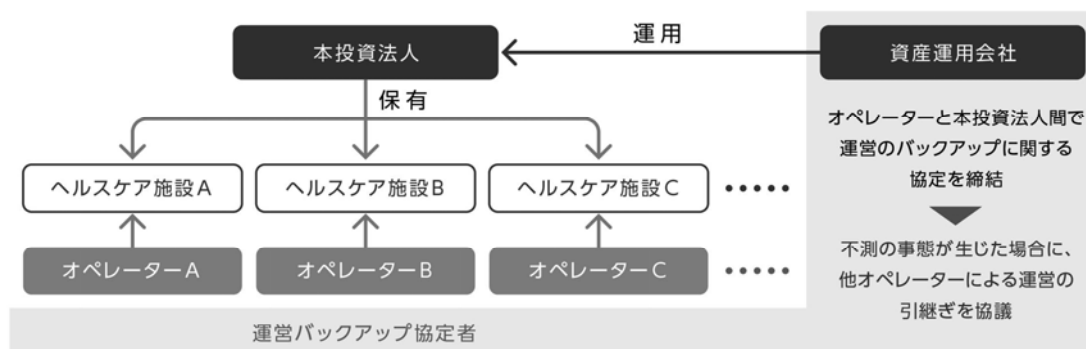 本投資法人
運用
資産運用会社
保有
オペレーターと本投資法人間で
運営のバックアップに関する
協定を締結
ヘルスケア施設A
ヘルスケア施設B
ヘルスケア施設C
•••••
オペレーターA
オペレーターB
オペレーターC
•••••
不測の事態が生じた場合に、
他オペレーターによる運営の
引継ぎを協議
運営バックアップ協定者